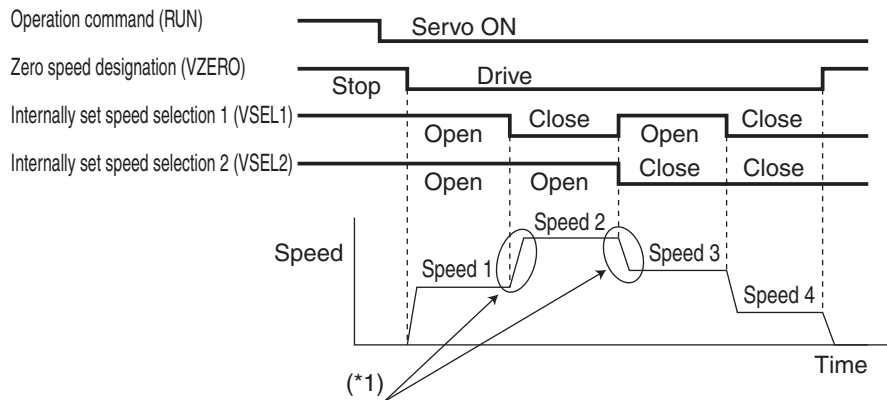 Operation command (RUN)
Servo ON
Zero speed designation (VZERO)
Stop
Drive
Internally set speed selection 1 (VSEL1)
Open
Close
Open
Close
Internally set speed selection 2 (VSEL2)
Open
Open
Close
Close
Speed
Speed 1
Speed 2
Speed 3
Speed 4
Time
(*1)